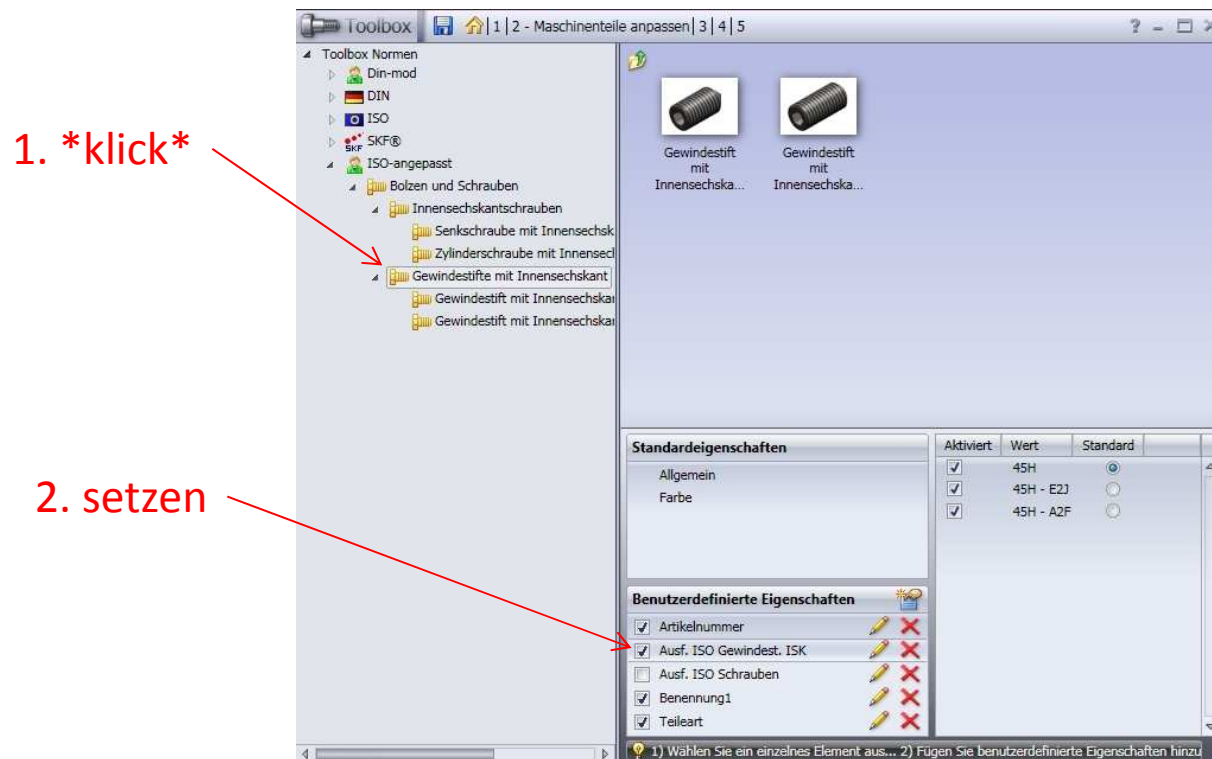 Toolbox 1 2 - Maschinenteile anpassen 3 4 5
Toolbox Normen
Din-mod
DIN
ISO
SKF®
ISO-angepasst
Bolzen und Schrauben
Innensechskantschrauben
Senkschraube mit Innensechsk
Zylinderschraube mit Innensec
Gewindestifte mit Innensechskant
Gewindestift mit Innensechska
Gewindestift mit Innensechska
1. *klick*
2. setzen
Gewindestift
mit
Innensechska...
Gewindestift
mit
Innensechska...
Standardeigenschaften
Allgemein
Farbe
Aktiviert Wert Standard
45H
45H - E2J
45H - A2F
Benutzerdefinierte Eigenschaften
Artikelnummer
Ausf. ISO Gewindest. ISK
Ausf. ISO Schrauben
Benennung1
Teileart
1) Wählen Sie ein einzelnes Element aus... 2) Fügen Sie benutzerdefinierte Eigenschaften hinzu